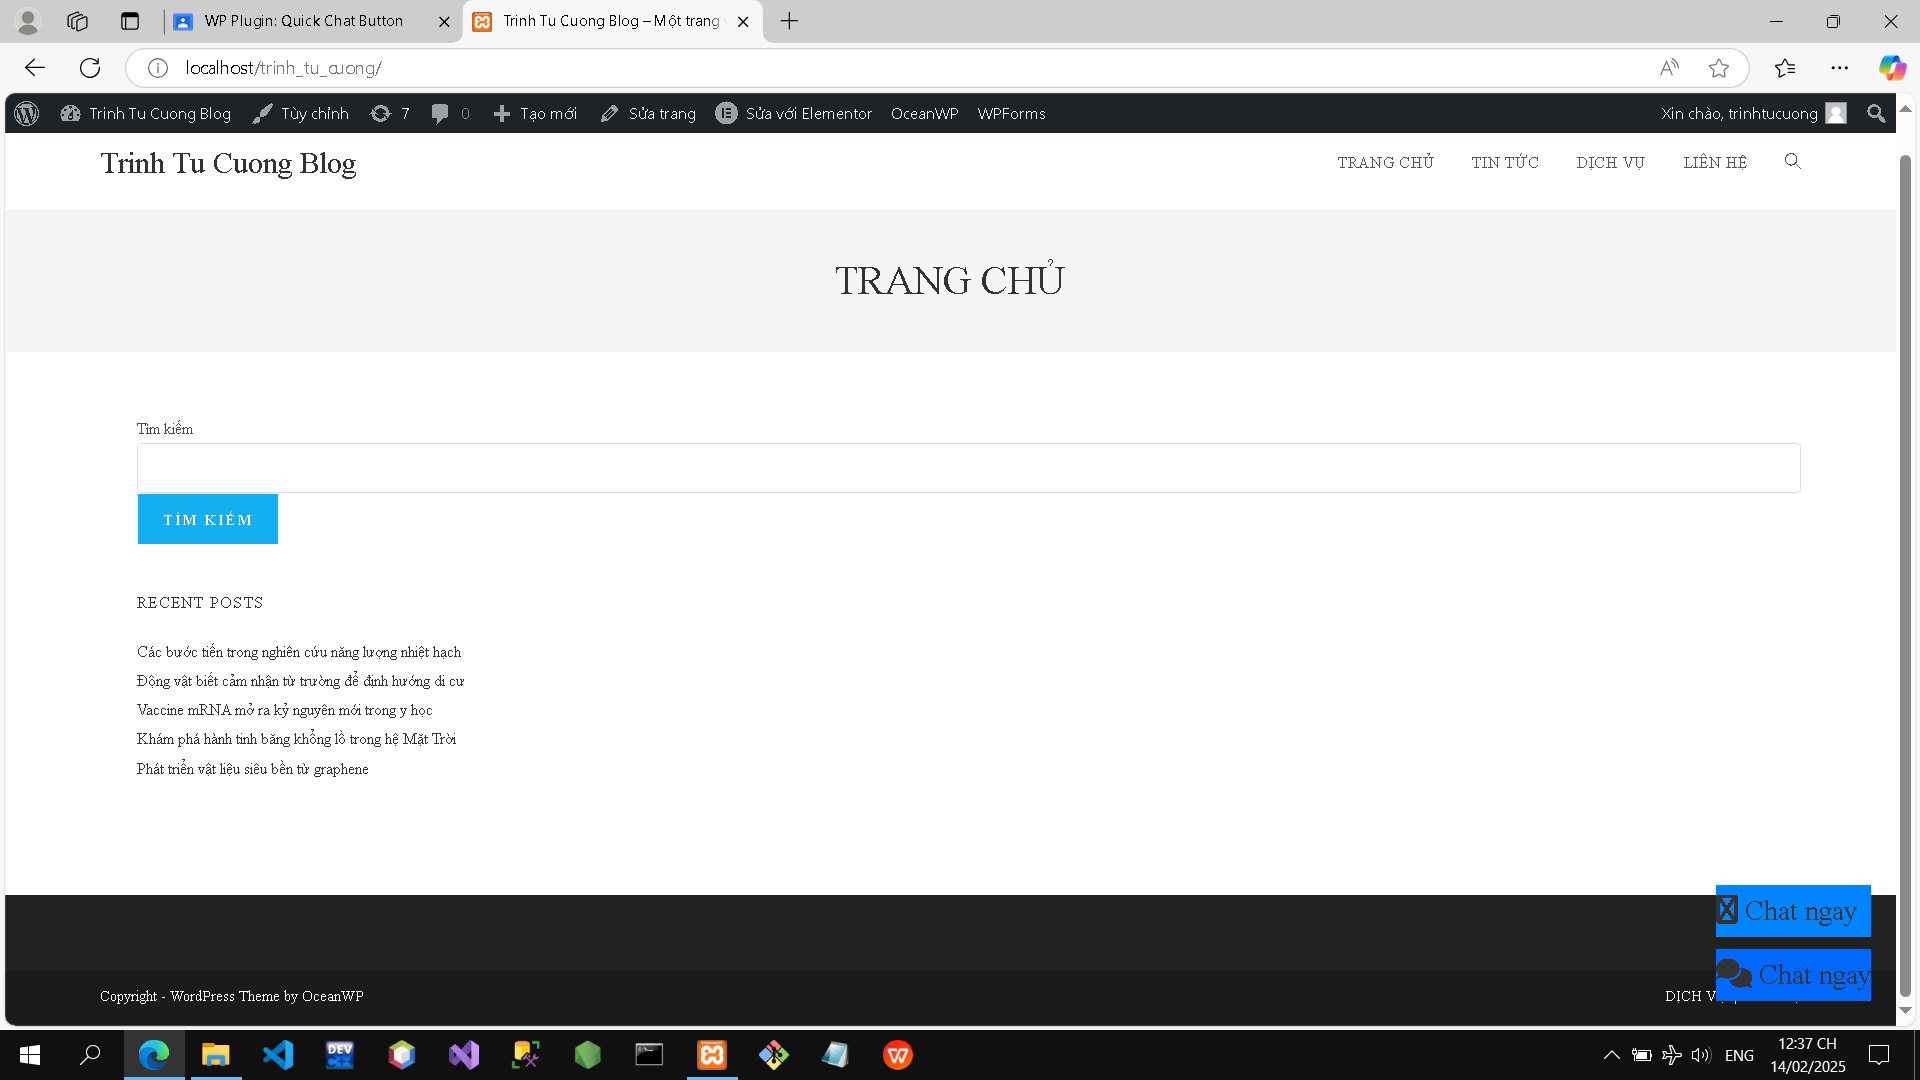 WP Plugin: Quick Chat Button
Trinh Tu Cuong Blog – Một trang
localhost/trinh_tu_cuong/
Trinh Tu Cuong Blog
Tùy chỉnh
7
0
Tạo mới
Sửa trang
Sửa với Elementor
OceanWP
WPForms
Xin chào, trinhtucuong
Trinh Tu Cuong Blog
TRANG CHỦ
TIN TỨC
DỊCH VỤ
LIÊN HỆ
TRANG CHỦ
Tìm kiếm
TÌM KIẾM
RECENT POSTS
Các bước tiến trong nghiên cứu năng lượng nhiệt hạch
Động vật biết cảm nhận từ trường để định hướng di cư
Vaccine mRNA mở ra kỷ nguyên mới trong y học
Khám phá hành tinh băng khổng lồ trong hệ Mặt Trời
Phát triển vật liệu siêu bền từ graphene
Chat ngay
Chat ngay
Copyright - WordPress Theme by OceanWP
DỊCH
DEV
C++
ENG
12:37 CH
14/02/2025